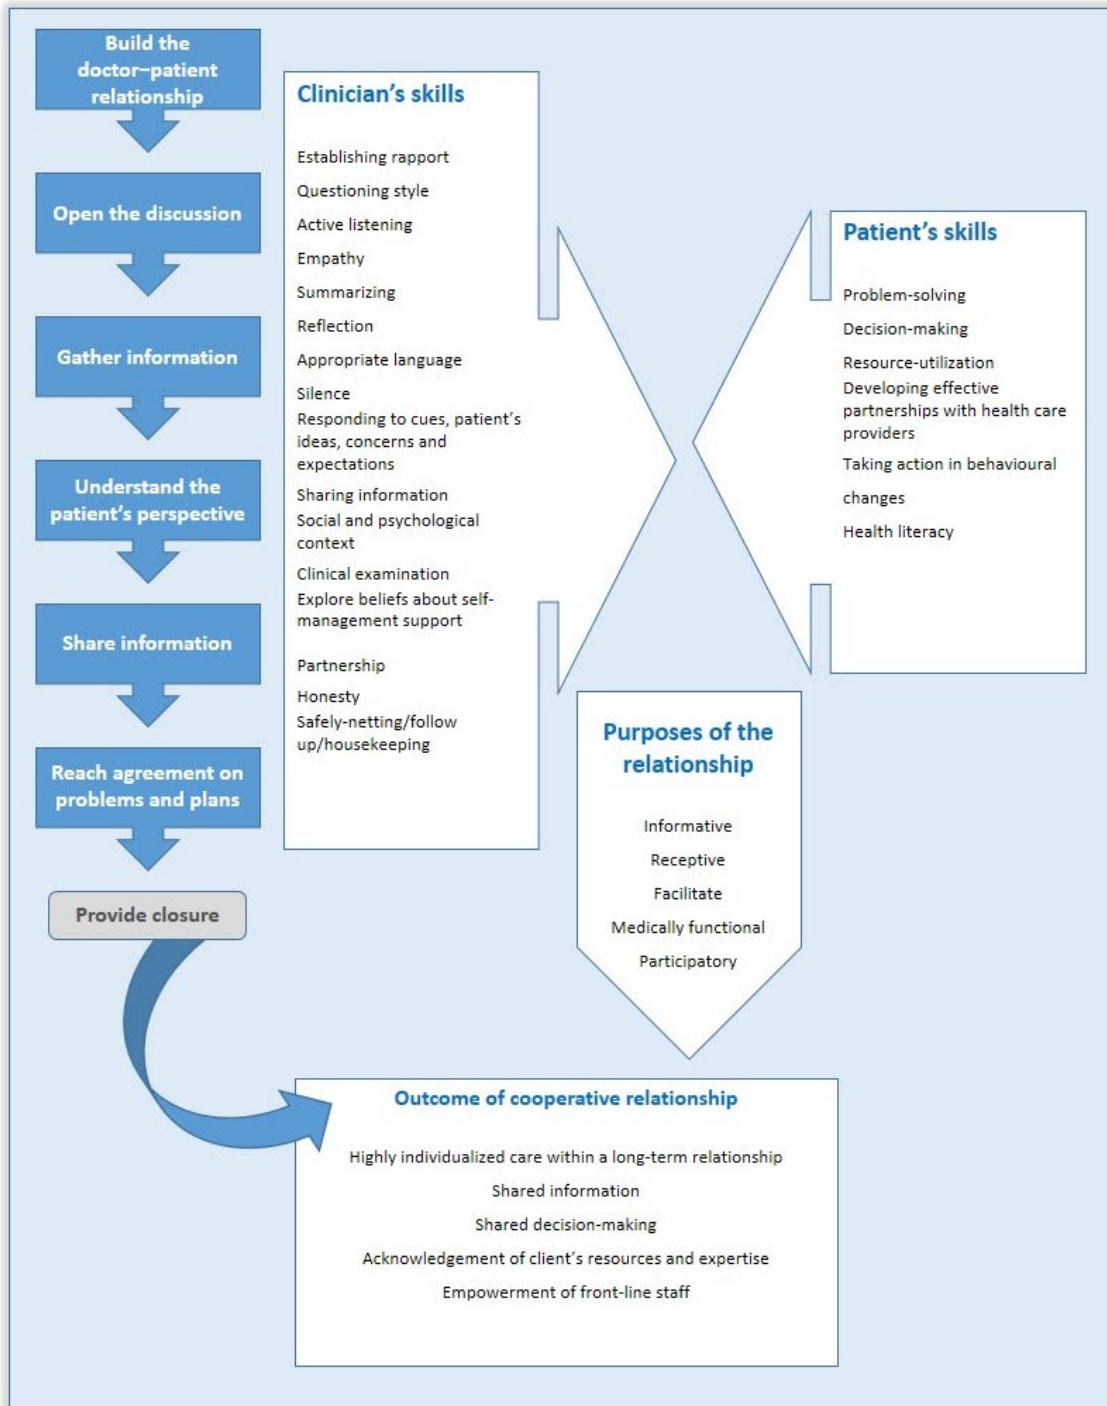 Build the
doctor–patient
relationship
Open the discussion
Gather information
Understand the
patient's perspective
Share information
Reach agreement on
problems and plans
Provide closure
Clinician's skills
Establishing rapport
Questioning style
Active listening
Empathy
Summarizing
Reflection
Appropriate language
Silence
Responding to cues, patient's
ideas, concerns and
expectations
Sharing information
Social and psychological
context
Clinical examination
Explore beliefs about self-
management support
Partnership
Honesty
Safely-netting/follow
up/housekeeping
Patient's skills
Problem-solving
Decision-making
Resource-utilization
Developing effective
partnerships with health care
providers
Taking action in behavioural
changes
Health literacy
Purposes of the
relationship
Informative
Receptive
Facilitate
Medically functional
Participatory
Outcome of cooperative relationship
Highly individualized care within a long-term relationship
Shared information
Shared decision-making
Acknowledgement of client's resources and expertise
Empowerment of front-line staff